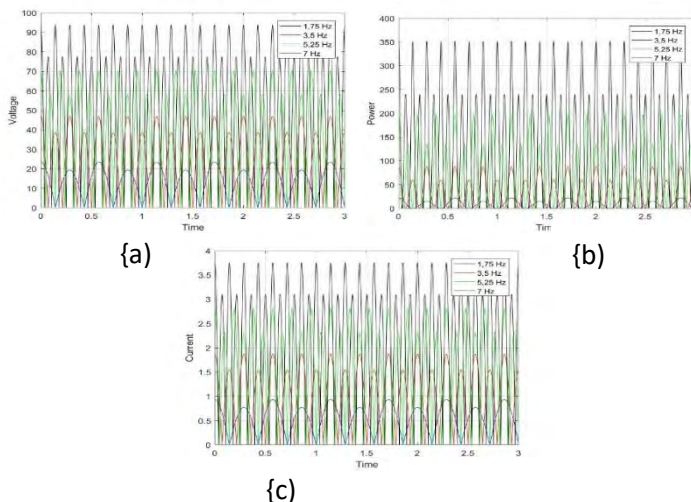 100
90
80
70
60
50
40
30
20
10
0
Voltage
0 0.5 1 1.5 2 2.5 3
Time
1,75 Hz
3,5 Hz
5,25 Hz
7 Hz
{a)
400
350
300
250
200
150
100
50
0
Power
0 0.5 1 1.5 2 2.5
Tim
1,75 Hz
3,5 Hz
5,25 Hz
7 Hz
{b)
4
3.5
3
2.5
2
1.5
1
0.5
0
Current
0 0.5 1 1.5 2 2.5 3
Time
1,75 Hz
3,5 Hz
5,25 Hz
7 Hz
{c)